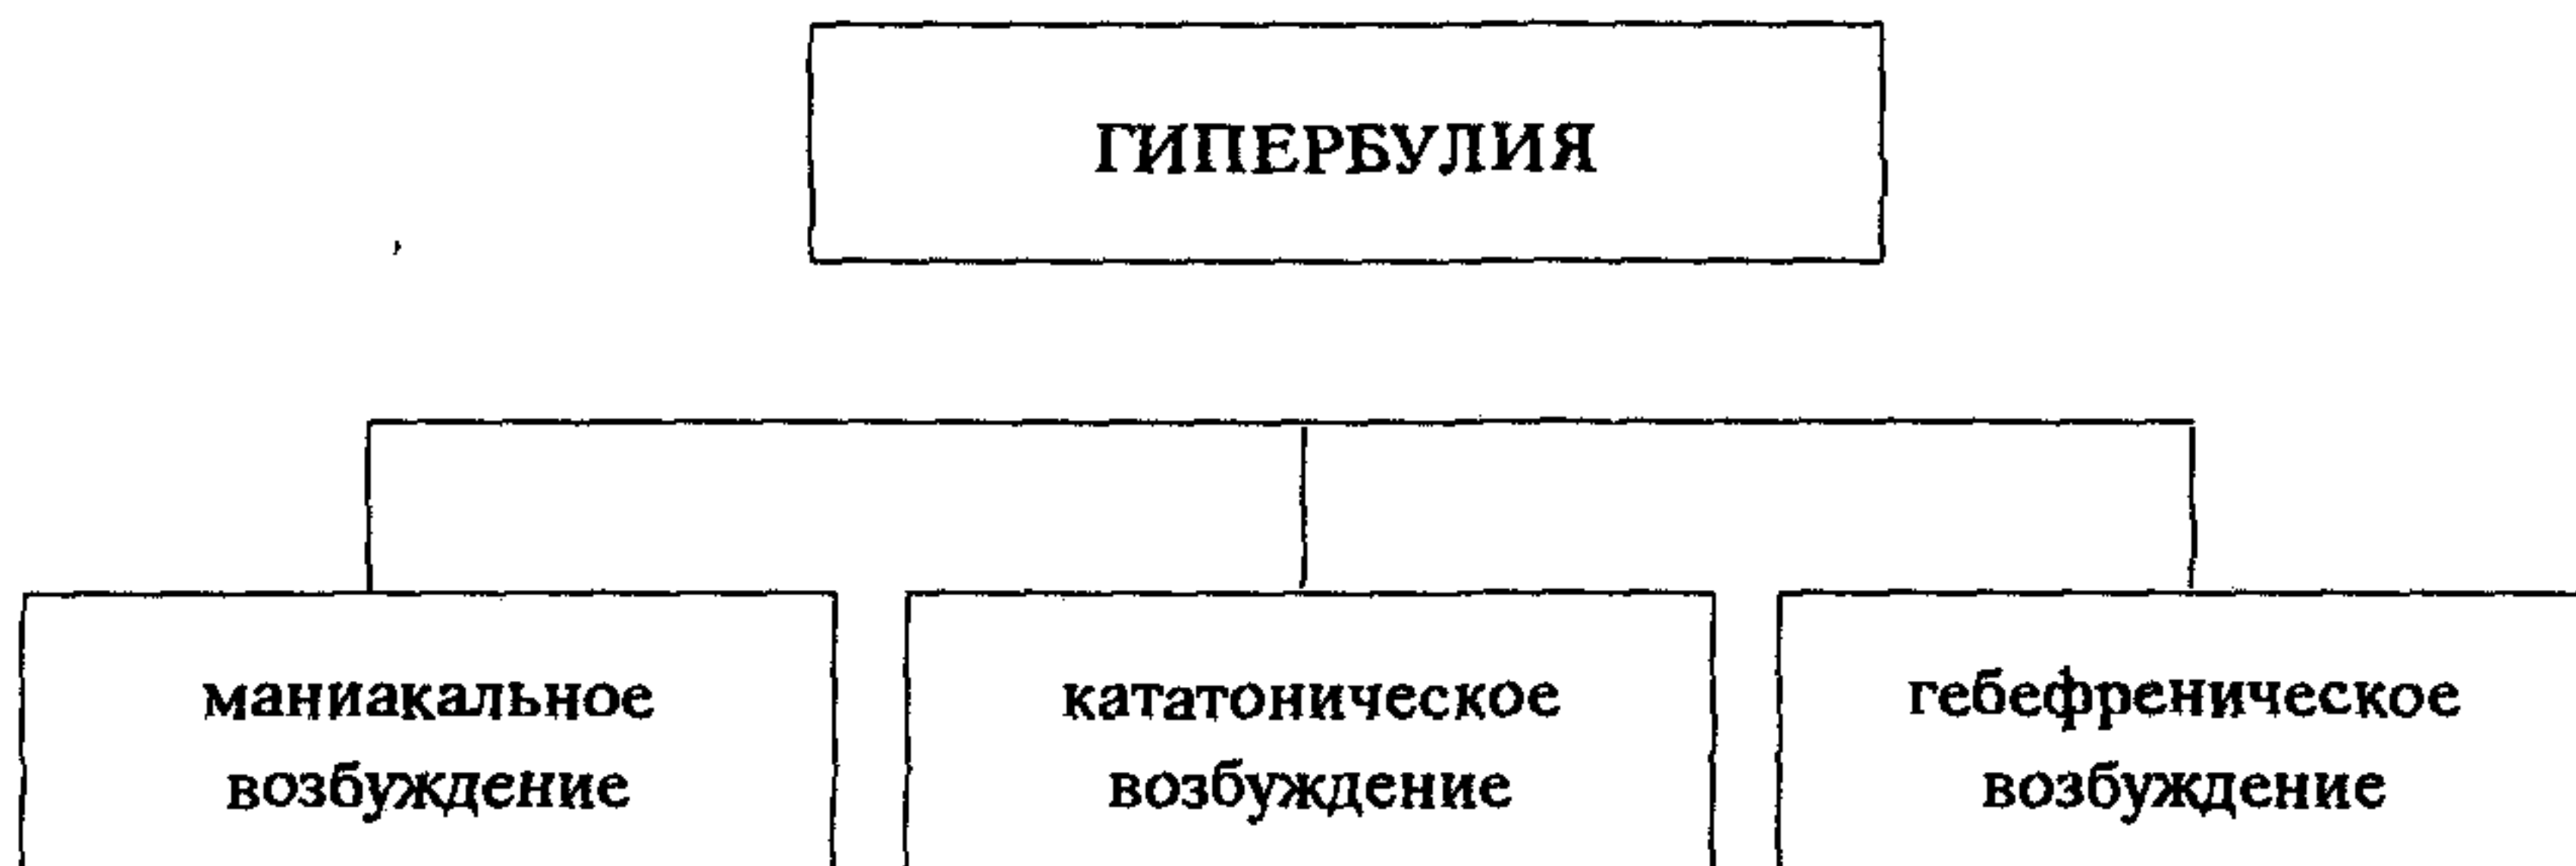 ГИПЕРБУЛИЯ
маниакальное
возбуждение
кататоническое
возбуждение
гебефреническое
возбуждение